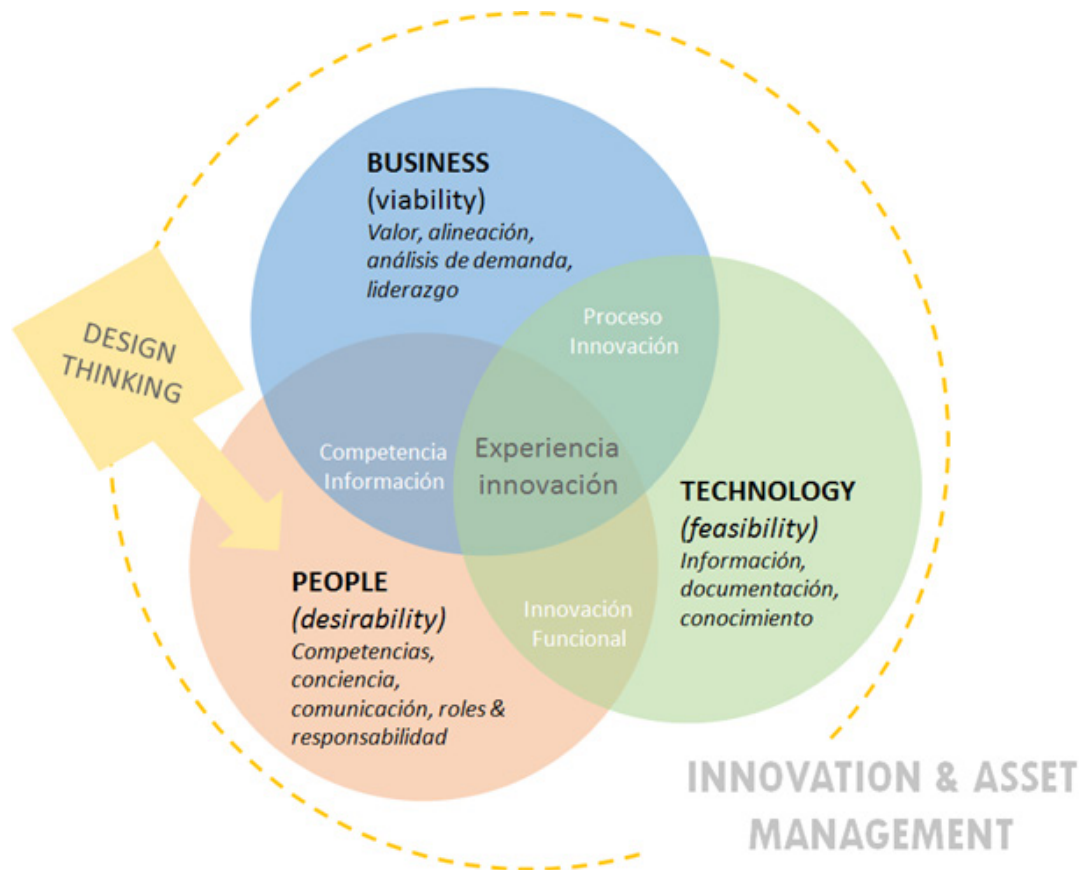 BUSINESS
(viability)
Valor, alineación,
análisis de demanda,
liderazgo
Proceso
Innovación
DESIGN
THINKING
Competencia
Información
Experiencia
innovación
TECHNOLOGY
(feasibility)
Información,
documentación,
conocimiento
PEOPLE
(desirability)
Competencias,
conciencia,
comunicación, roles &
responsabilidad
Innovación
Funcional
INNOVATION & ASSET
MANAGEMENT